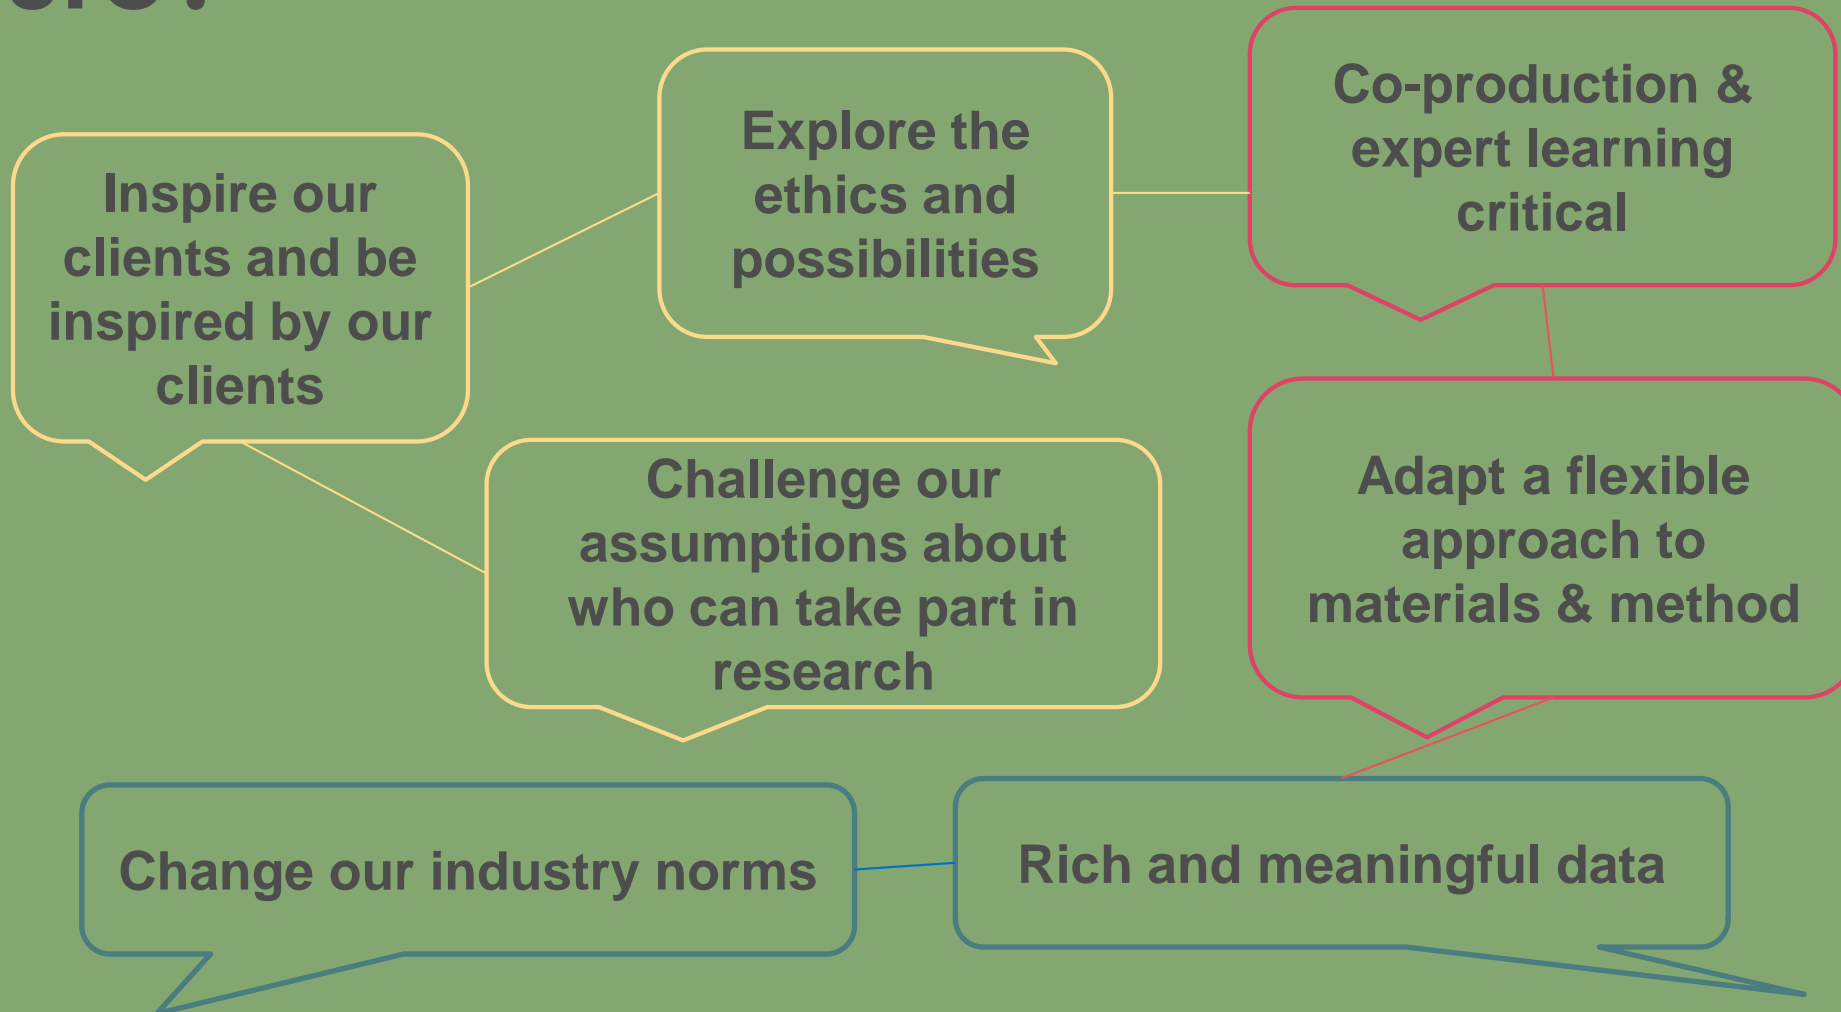 Inspire our
clients and be
inspired by our
clients
Explore the
ethics and
possibilities
Co-production &
expert learning
critical
Challenge our
assumptions about
who can take part in
research
Adapt a flexible
approach to
materials & method
Change our industry norms
Rich and meaningful data